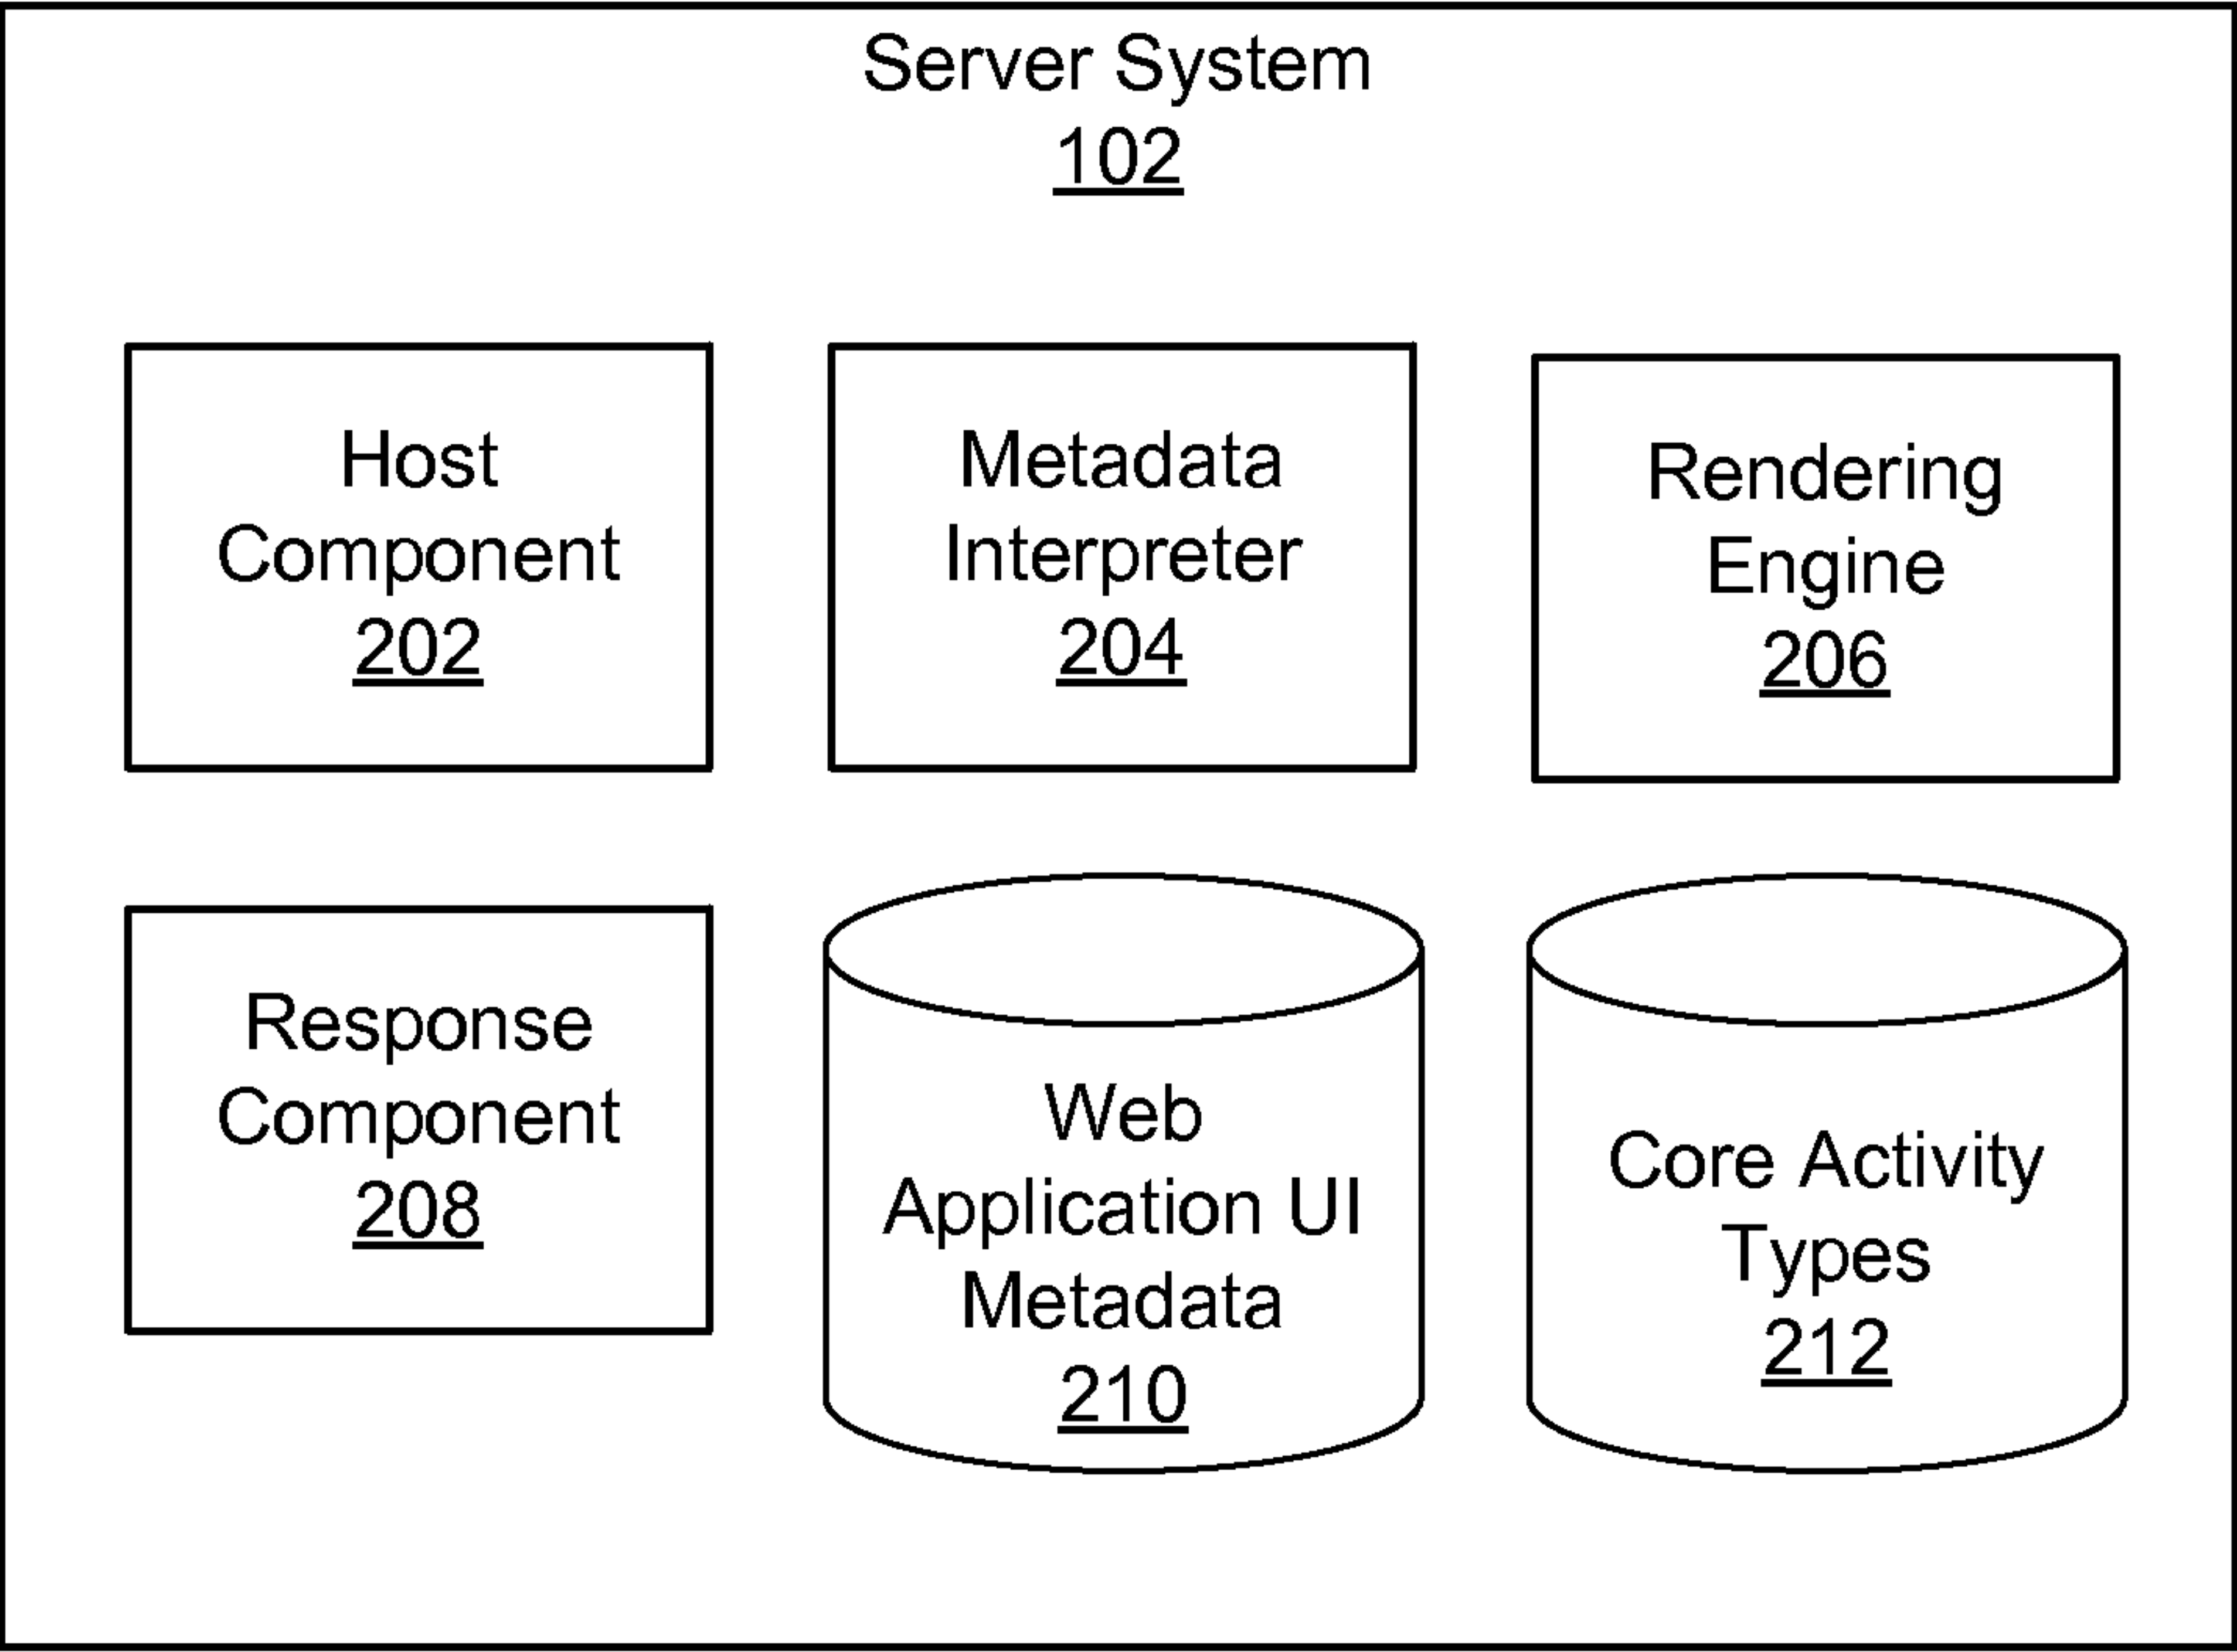 Server System
102
Host
Component
202
Metadata
Interpreter
204
Rendering
Engine
206
Response
Component
208
Web
Application UI
Metadata
210
Core Activity
Types
212